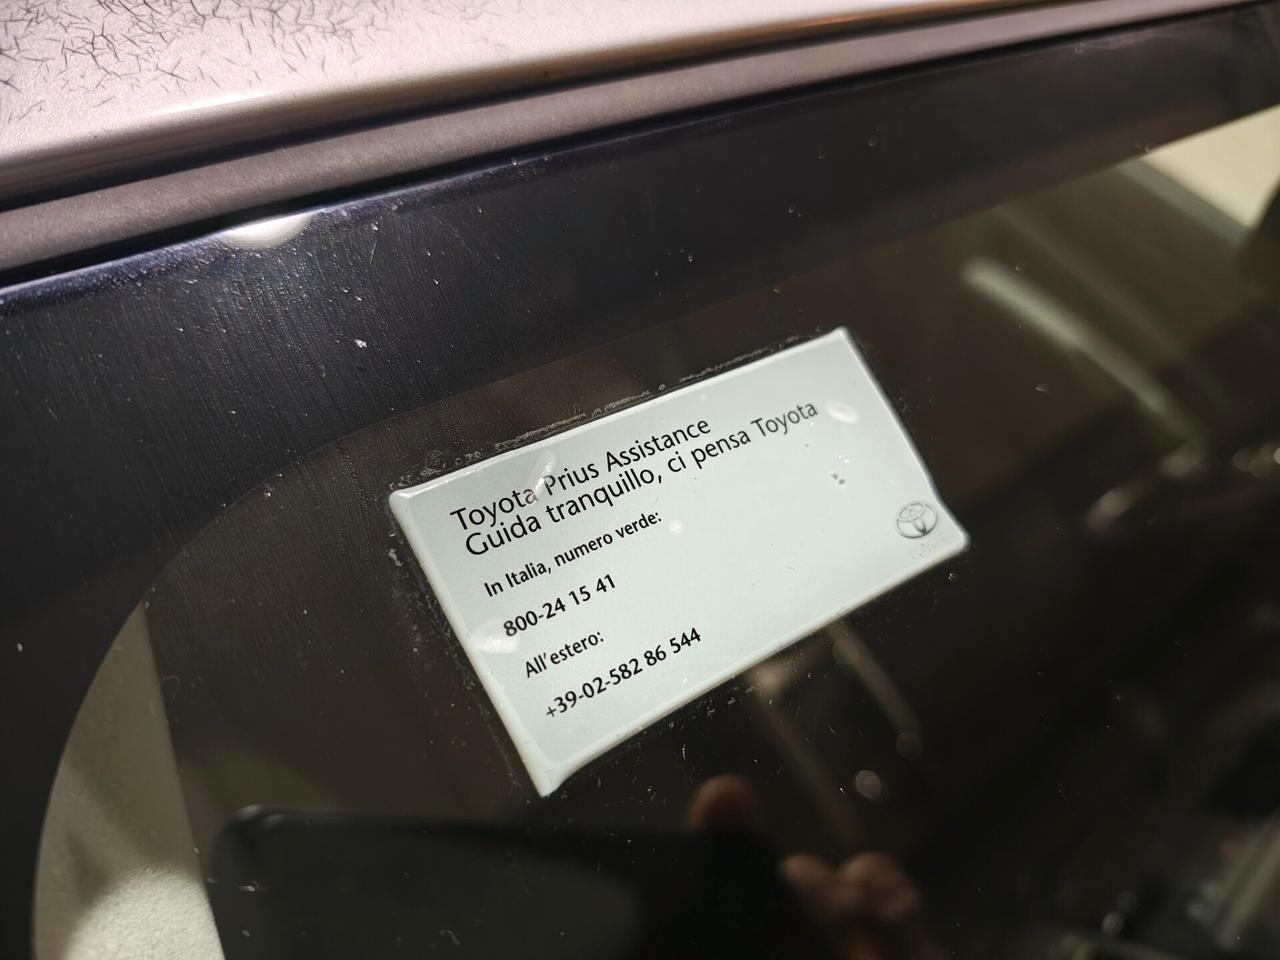 Toyota Prius Assistance
Guida tranquillo, ci pensa Toyota
In Italia, numero verde:
800-24 15 41
All'estero:
+39-02-582 86 544